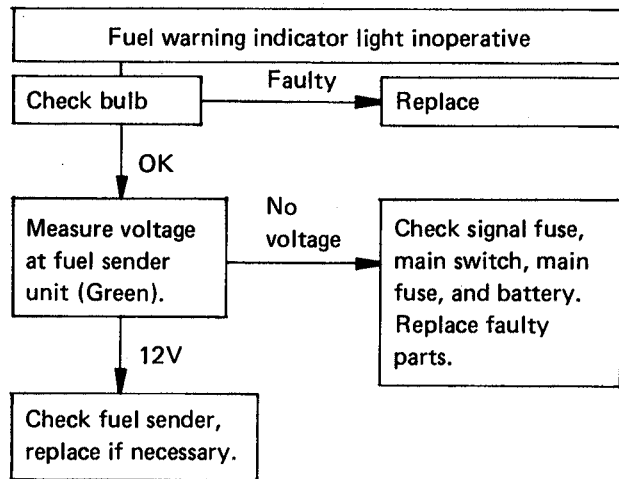 Fuel warning indicator light inoperative
Check bulb
Faulty
Replace
OK
Measure voltage
at fuel sender
unit (Green).
No
voltage
Check signal fuse,
main switch, main
fuse, and battery.
Replace faulty
parts.
12V
Check fuel sender,
replace if necessary.